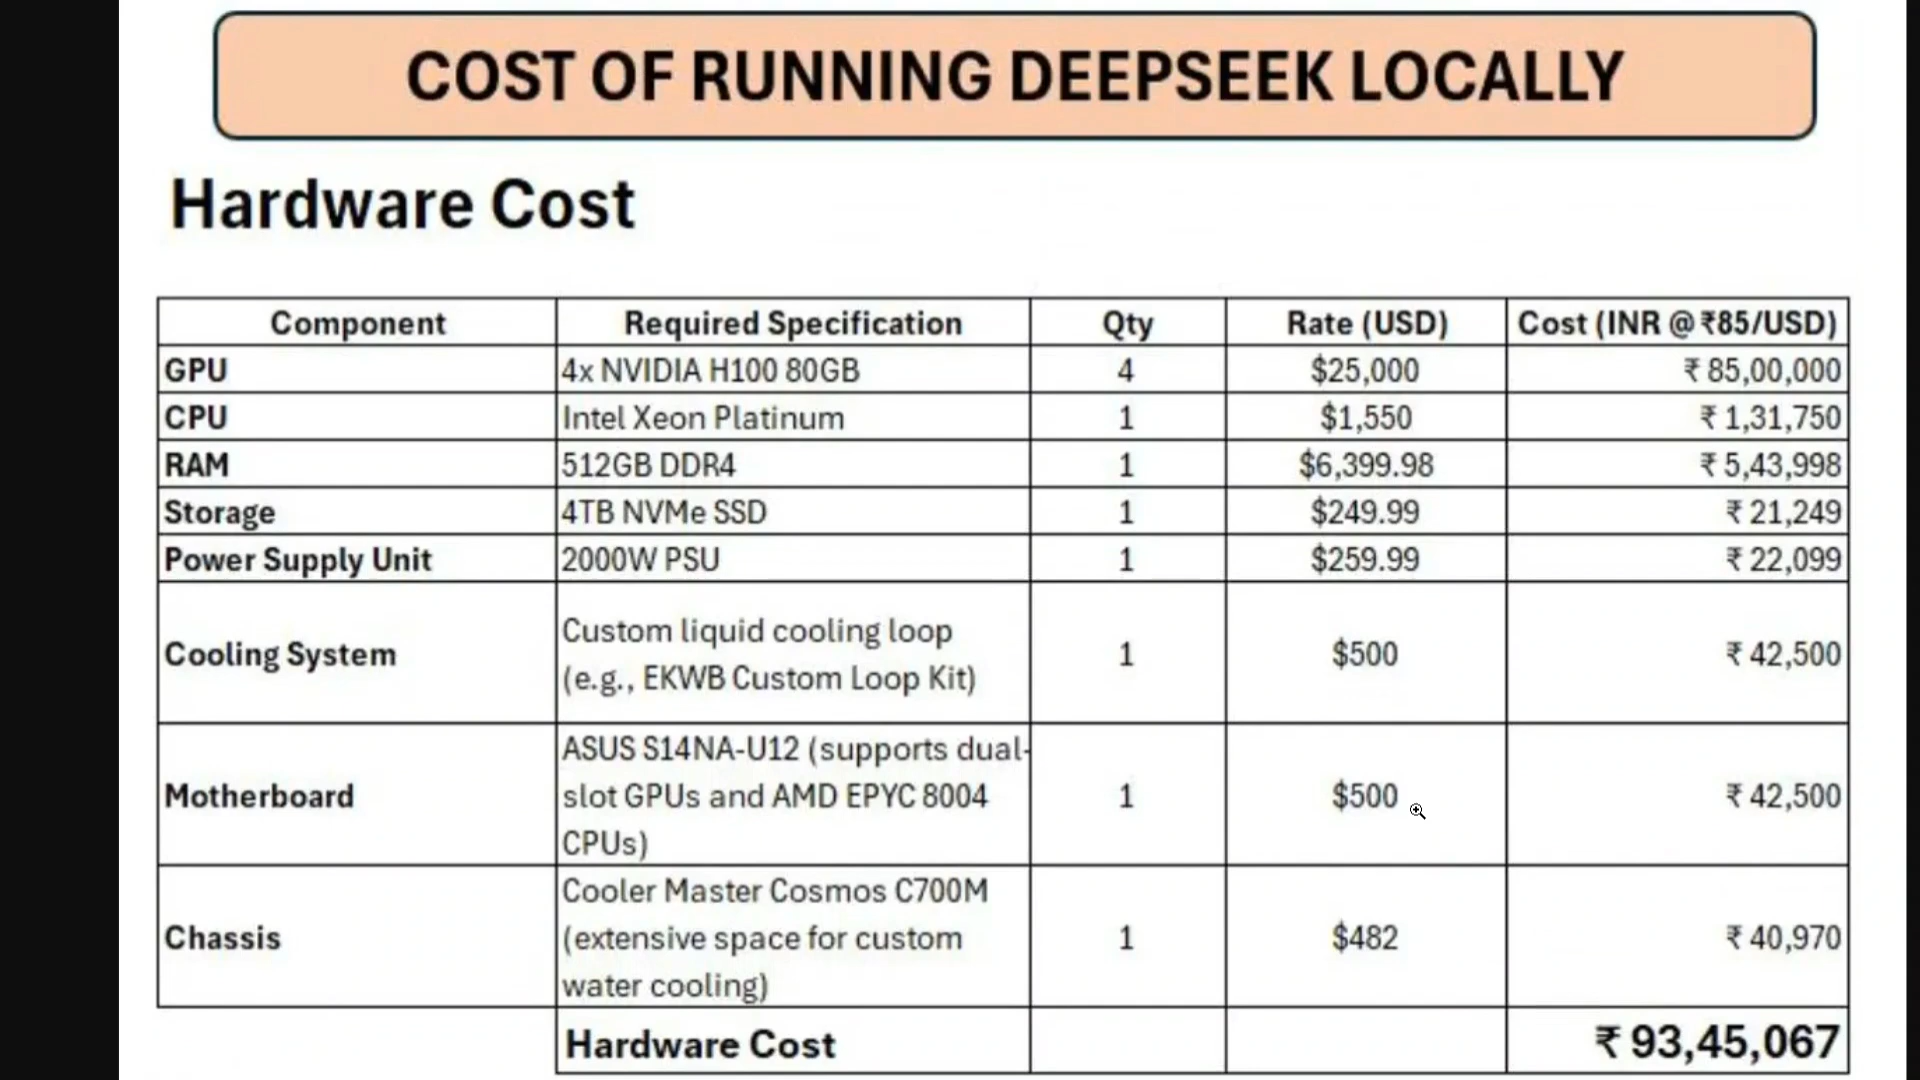 COST OF RUNNING DEEPSEEK LOCALLY
Hardware Cost
Component Required Specification Qty Rate (USD) Cost (INR @ ₹85/USD)
GPU 4x NVIDIA H100 80GB 4 $25,000 ₹ 85,00,000
CPU Intel Xeon Platinum 1 $1,550 ₹ 1,31,750
RAM 512GB DDR4 1 $6,399.98 ₹ 5,43,998
Storage 4TB NVMe SSD 1 $249.99 ₹ 21,249
Power Supply Unit 2000W PSU 1 $259.99 ₹ 22,099
Cooling System Custom liquid cooling loop
(e.g., EKWB Custom Loop Kit) 1 $500 ₹ 42,500
Motherboard ASUS S14NA-U12 (supports dual-
slot GPUs and AMD EPYC 8004
CPUs) 1 $500 ₹ 42,500
Chassis Cooler Master Cosmos C700M
(extensive space for custom
water cooling) 1 $482 ₹ 40,970
Hardware Cost ₹ 93,45,067